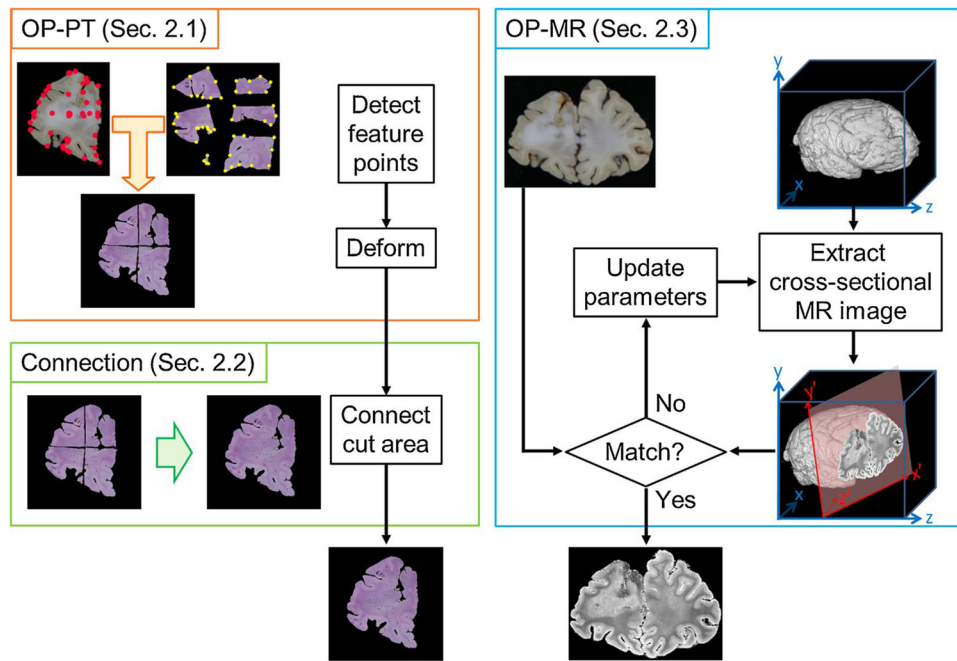 OP-PT (Sec. 2.1)
Detect
feature
points
Deform
Connection (Sec. 2.2)
Connect
cut area
OP-MR (Sec. 2.3)
y
x
z
Extract
cross-sectional
MR image
Update
parameters
No
Match?
Yes
y
y'
x'
x
z'
z